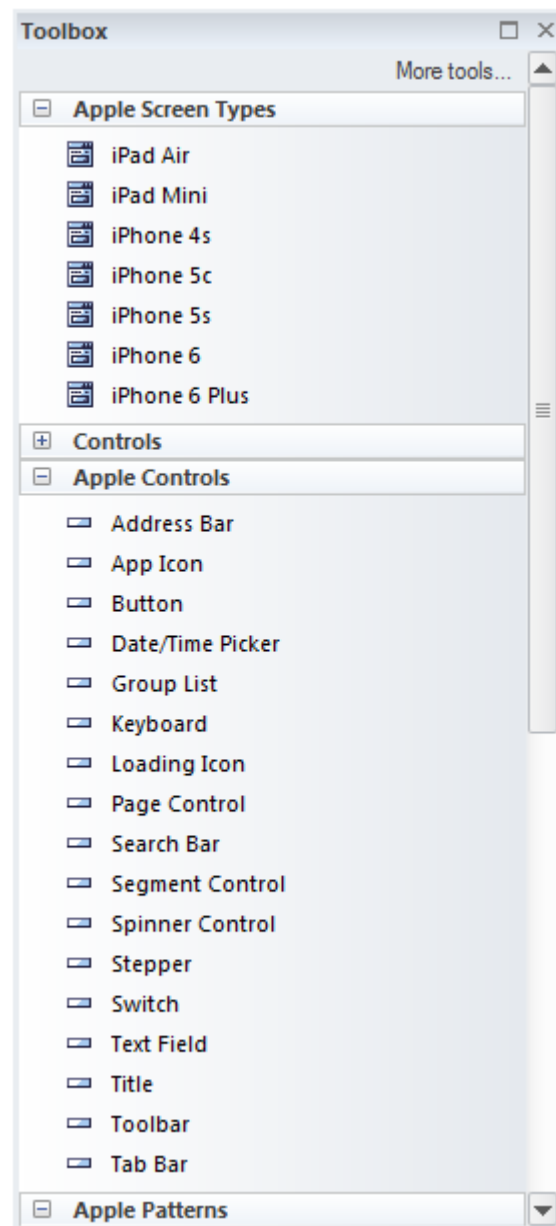 Toolbox
More tools...
Apple Screen Types
iPad Air
iPad Mini
iPhone 4s
iPhone 5c
iPhone 5s
iPhone 6
iPhone 6 Plus
Controls
Apple Controls
Address Bar
App Icon
Button
Date/Time Picker
Group List
Keyboard
Loading Icon
Page Control
Search Bar
Segment Control
Spinner Control
Stepper
Switch
Text Field
Title
Toolbar
Tab Bar
Apple Patterns